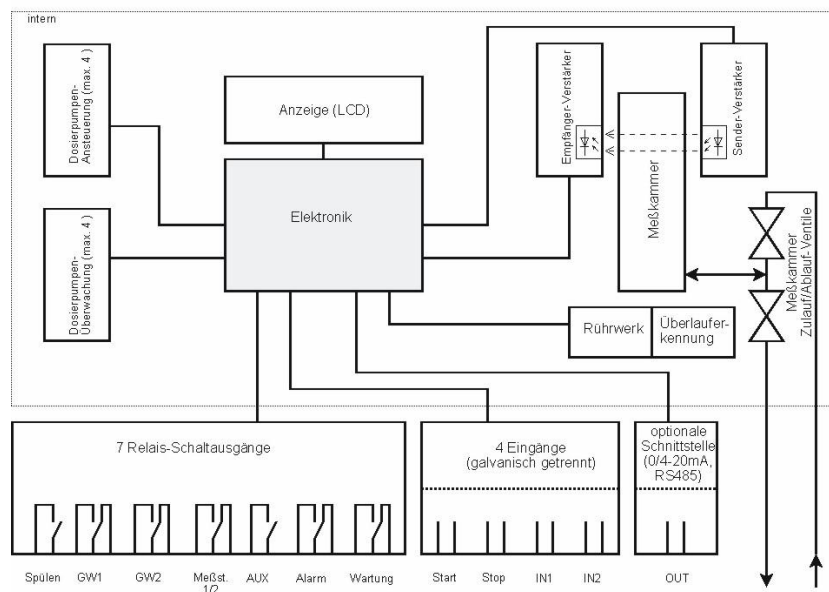 intern
Dosierpumpen-
Ansteuerung (max. 4 )
Anzeige (LCD)
Empfänger-Verstärker
Sender-Verstärker
Meßkammer
Elektronik
Dosierpumpen-
Überwachung (max. 4 )
Meßkammer
Zulauf/Ablauf-Ventile
Rührwerk
Überlaufer-
kennung
7 Relais-Schaltausgänge
4 Eingänge
(galvanisch getrennt)
optionale
Schnittstelle
(0/4-20mA,
RS485)
Spülen
GW1
GW2
Meßst.
1/2
AUX
Alarm
Wartung
Start
Stop
IN1
IN2
OUT